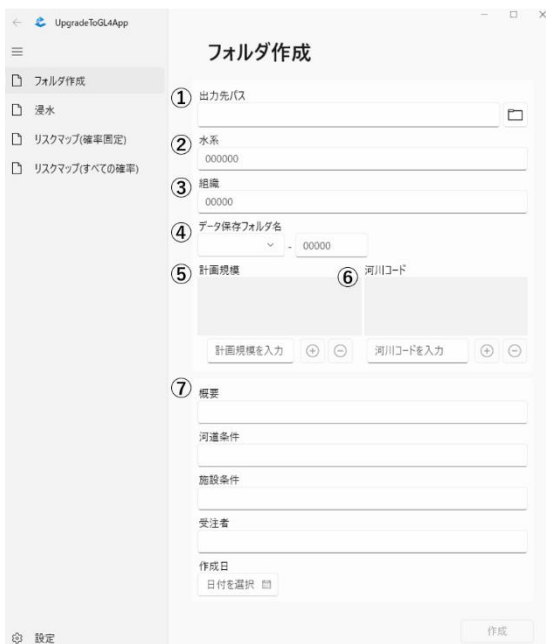 UpgradeToGL4App
フォルダ作成
フォルダ作成
浸水
リスクマップ(確率固定)
リスクマップ(すべての確率)
① 出力先パス
② 水系
000000
③ 組織
00000
④ データ保存フォルダ名
- 00000
⑤ 計画規模 ⑥ 河川コード
計画規模を入力 河川コードを入力
⑦ 概要
河道条件
施設条件
受注者
作成日
日付を選択
作成
設定